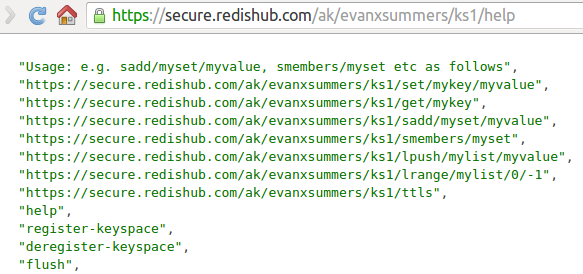 https://secure.redishub.com/ak/evanxsummers/ks1/help
"Usage: e.g. sadd/myset/myvalue, smembers/myset etc as follows",
"https://secure.redishub.com/ak/evanxsummers/ks1/set/mykey/myvalue",
"https://secure.redishub.com/ak/evanxsummers/ks1/get/mykey",
"https://secure.redishub.com/ak/evanxsummers/ks1/sadd/myset/myvalue",
"https://secure.redishub.com/ak/evanxsummers/ks1/smembers/myset",
"https://secure.redishub.com/ak/evanxsummers/ks1/lpush/mylist/myvalue",
"https://secure.redishub.com/ak/evanxsummers/ks1/lrange/mylist/0/-1",
"https://secure.redishub.com/ak/evanxsummers/ks1/ttls",
"help",
"register-keyspace",
"deregister-keyspace",
"flush",